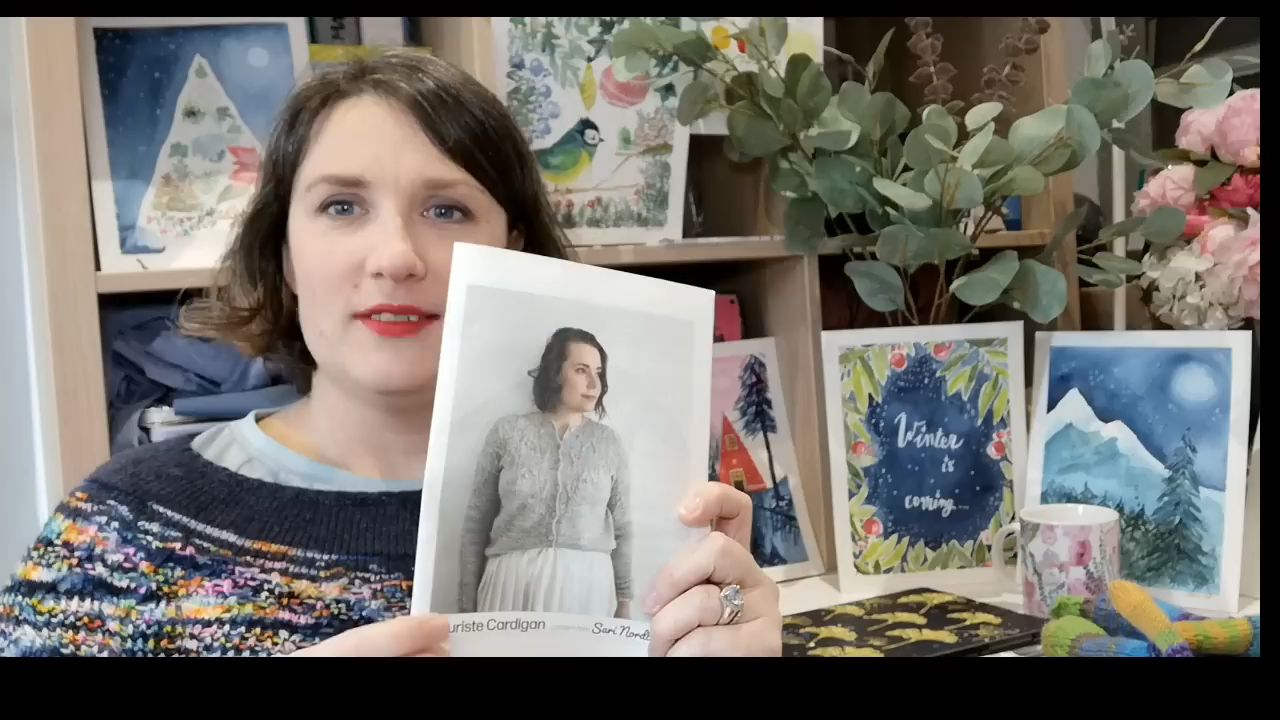 Winter
is
coming...
uriste Cardigan
Sari Nordl